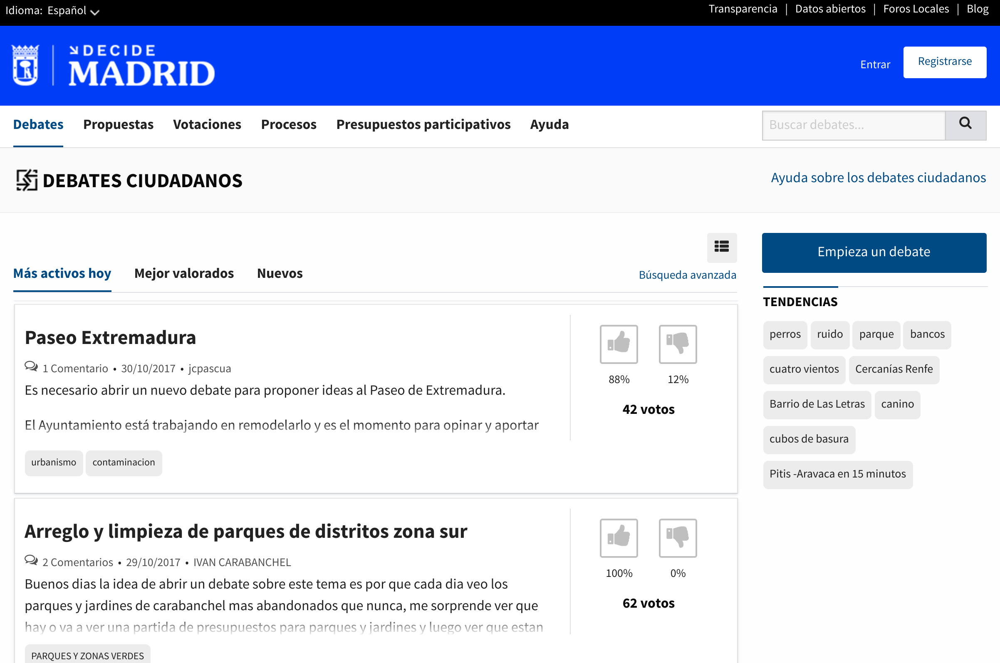 Idioma: Español
Transparencia | Datos abiertos | Foros Locales | Blog
DECIDE
MADRID
Entrar
Registrarse
Debates Propuestas Votaciones Procesos Presupuestos participativos Ayuda
Buscar debates...
DEBATES CIUDADANOS
Ayuda sobre los debates ciudadanos
Más activos hoy Mejor valorados Nuevos
Búsqueda avanzada
Paseo Extremadura
1 Comentario • 30/10/2017 • jcpascua
Es necesario abrir un nuevo debate para proponer ideas al Paseo de Extremadura.
El Ayuntamiento está trabajando en remodelarlo y es el momento para opinar y aportar
urbanismo contaminacion
88% 12%
42 votos
Arreglo y limpieza de parques de distritos zona sur
2 Comentarios • 29/10/2017 • IVAN CARABANCHEL
Buenos dias la idea de abrir un debate sobre este tema es por que cada dia veo los
parques y jardines de carabanchel mas abandonados que nunca, me sorprende ver que
hay o va a ver una partida de presupuestos para parques y jardines y luego ver que estan
PARQUES Y ZONAS VERDES
100% 0%
62 votos
Empieza un debate
TENDENCIAS
perros ruido parque bancos
cuatro vientos Cercanías Renfe
Barrio de Las Letras canino
cubos de basura
Pitis -Aravaca en 15 minutos